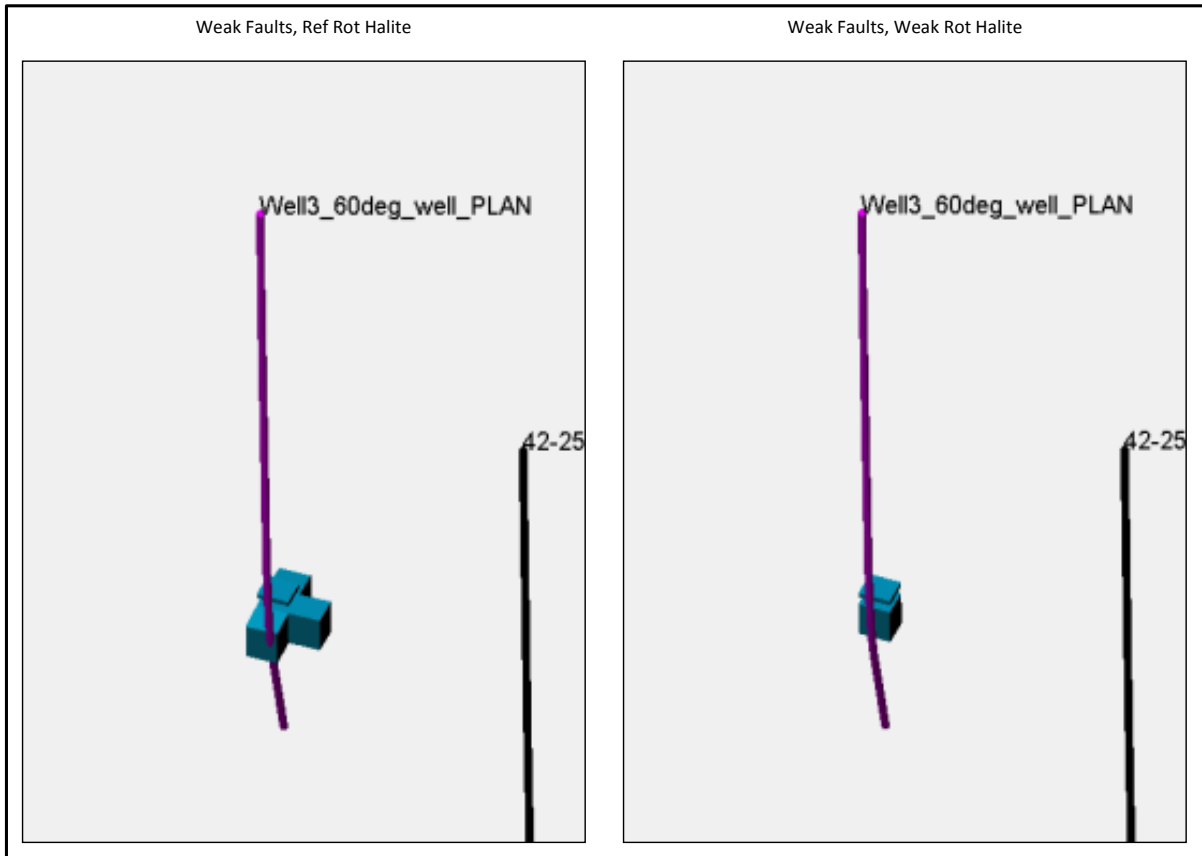 Weak Faults, Ref Rot Halite
Weak Faults, Weak Rot Halite
Well3_60deg_well_PLAN
42-25
Well3_60deg_well_PLAN
42-25